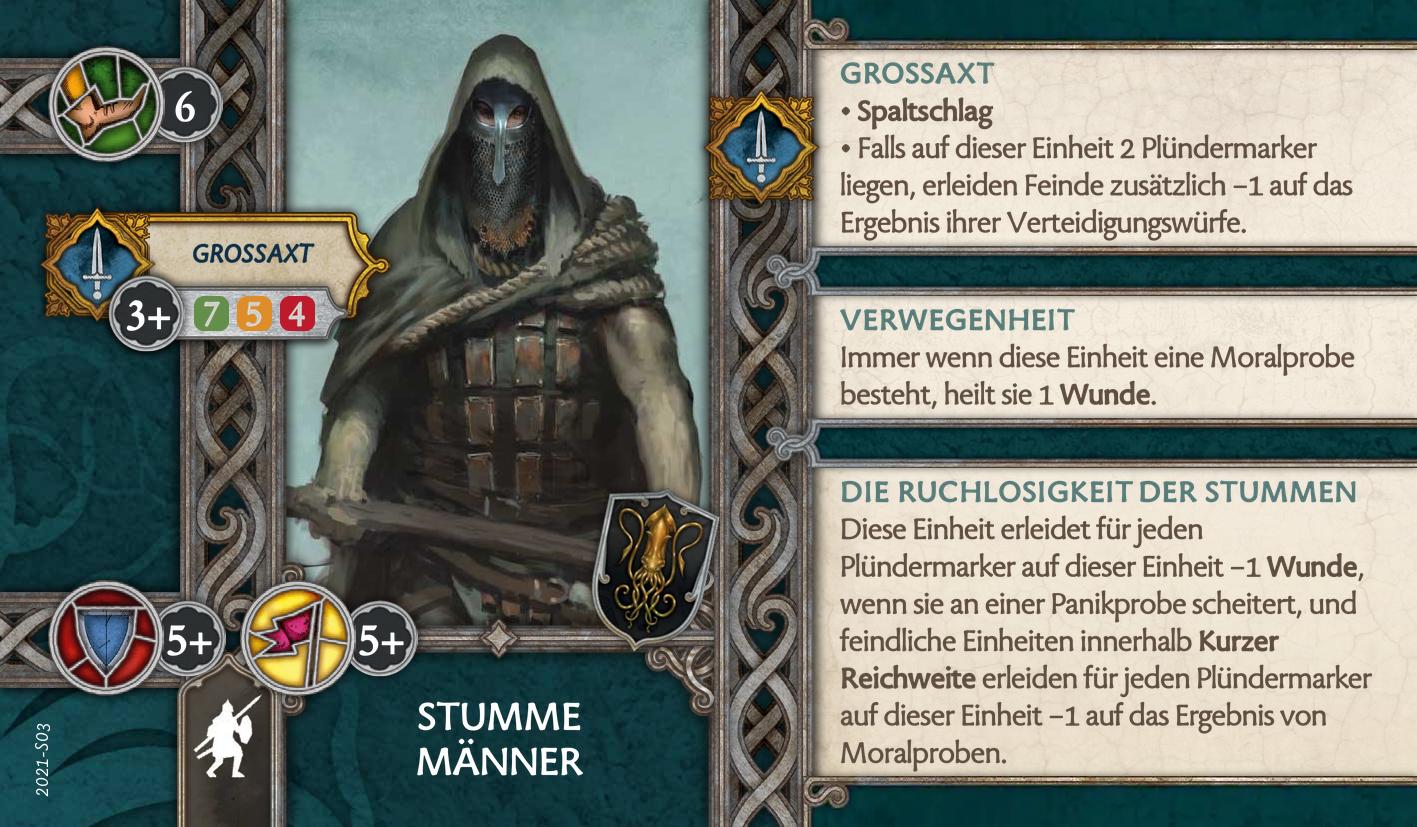 6
GROSSAXT
3+
7 5 4
5+
5+
STUMME
MÄNNER
2021-S03
GROSSAXT
• Spaltschlag
• Falls auf dieser Einheit 2 Plündermarker
liegen, erleiden Feinde zusätzlich −1 auf das
Ergebnis ihrer Verteidigungswürfe.
VERWEGENHEIT
Immer wenn diese Einheit eine Moralprobe
besteht, heilt sie 1 Wunde.
DIE RUCHLOSIGKEIT DER STUMMEN
Diese Einheit erleidet für jeden
Plündermarker auf dieser Einheit −1 Wunde,
wenn sie an einer Panikprobe scheitert, und
feindliche Einheiten innerhalb Kurzer
Reichweite erleiden für jeden Plündermarker
auf dieser Einheit −1 auf das Ergebnis von
Moralproben.